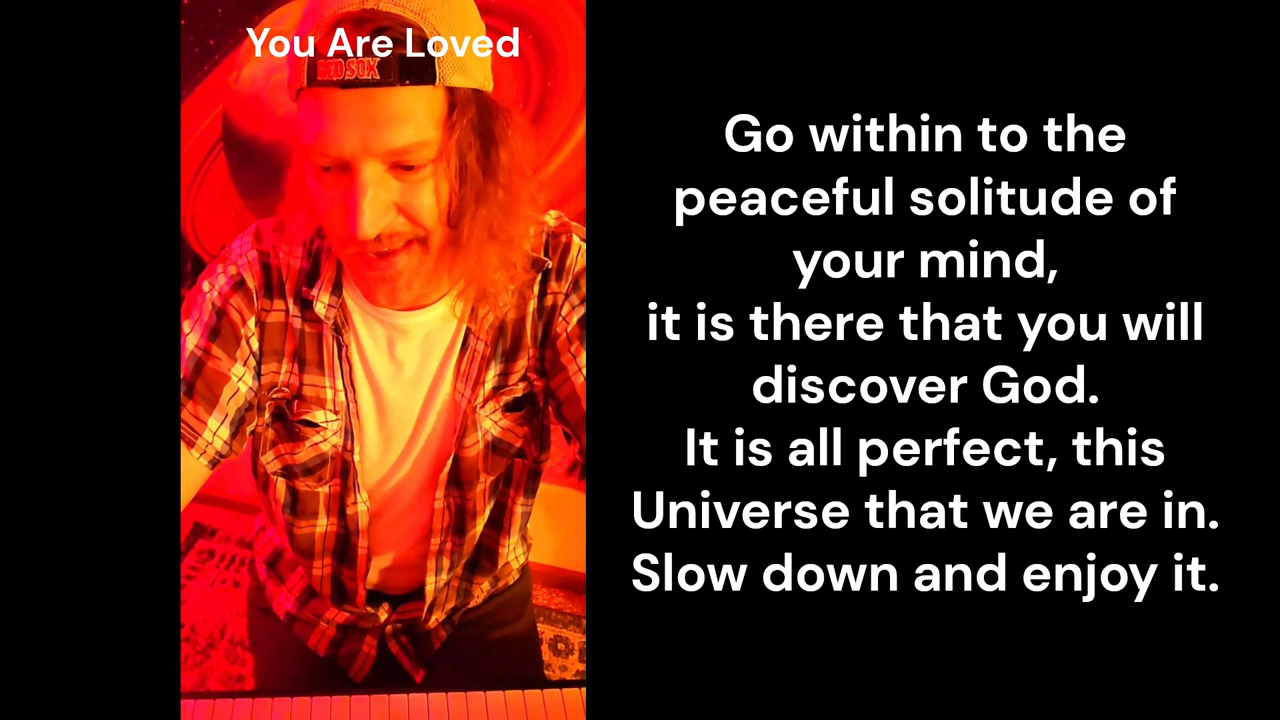 You Are Loved
RED SOX
Go within to the
peaceful solitude of
your mind,
it is there that you will
discover God.
It is all perfect, this
Universe that we are in.
Slow down and enjoy it.